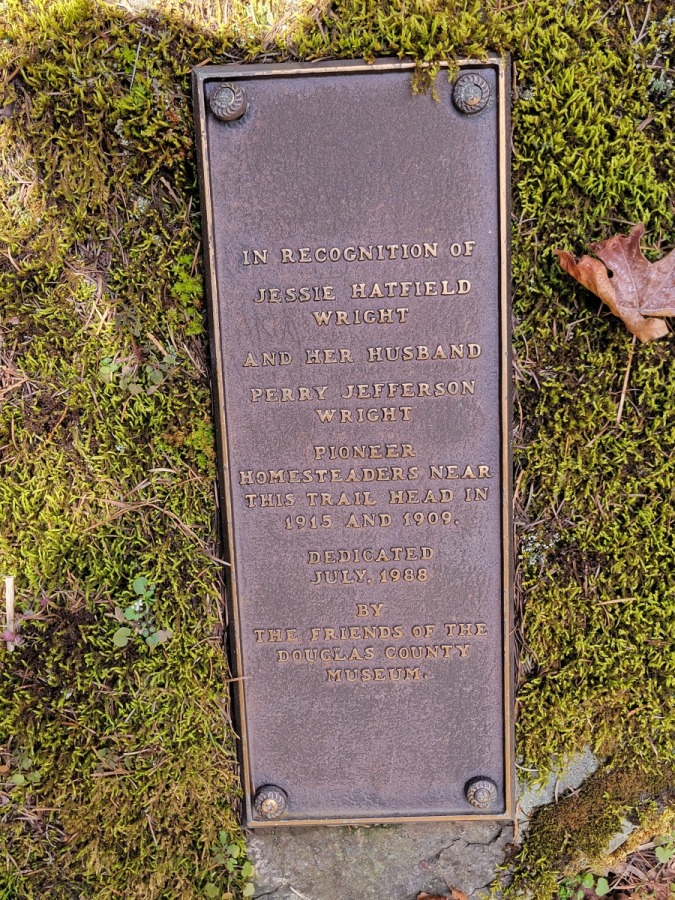 IN RECOGNITION OF
JESSIE HATFIELD
WRIGHT
AND HER HUSBAND
PERRY JEFFERSON
WRIGHT
PIONEER
HOMESTEADERS NEAR
THIS TRAIL HEAD IN
1915 AND 1909.
DEDICATED
JULY, 1988
BY
THE FRIENDS OF THE
DOUGLAS COUNTY
MUSEUM.